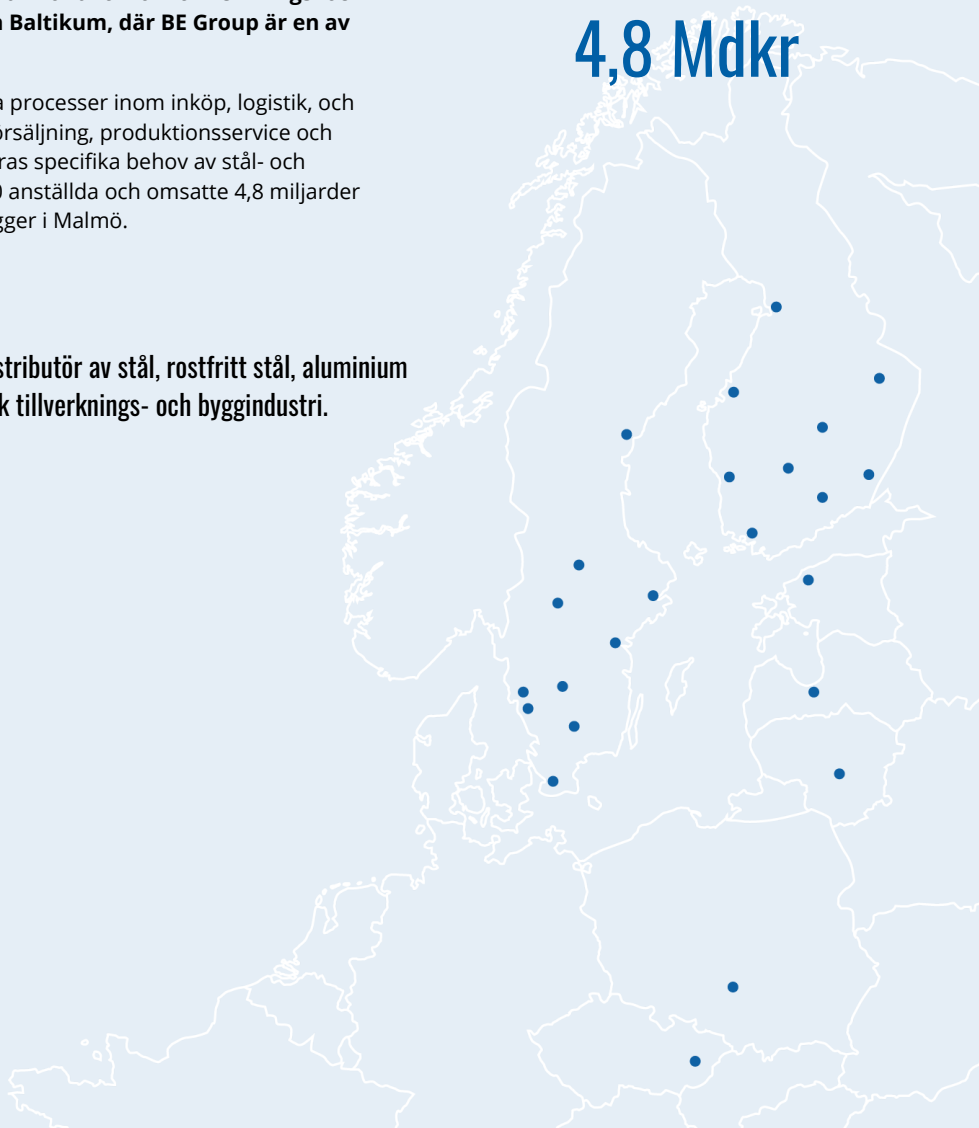 Baltikum, där BE Group är en av
4,8 Mdkr
processer inom inköp, logistik, och
örsäljning, produktionsservice och
ras specifika behov av stål- och
0 anställda och omsatte 4,8 miljarder
gger i Malmö.
stributör av stål, rostfritt stål, aluminium
k tillverknings- och byggindustri.